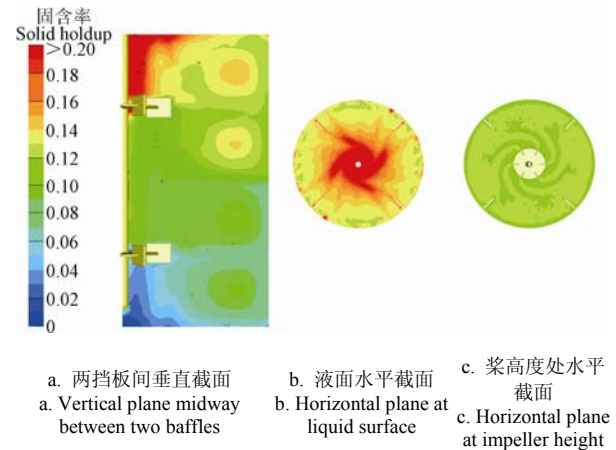 固含率
Solid holdup
>0.20
0.18
0.16
0.14
0.12
0.10
0.08
0.06
0.04
0.02
0
a. 两挡板间垂直截面
a. Vertical plane midway
between two baffles
b. 液面水平截面
b. Horizontal plane at
liquid surface
c. 桨高度处水平
截面
c. Horizontal plane
at impeller height